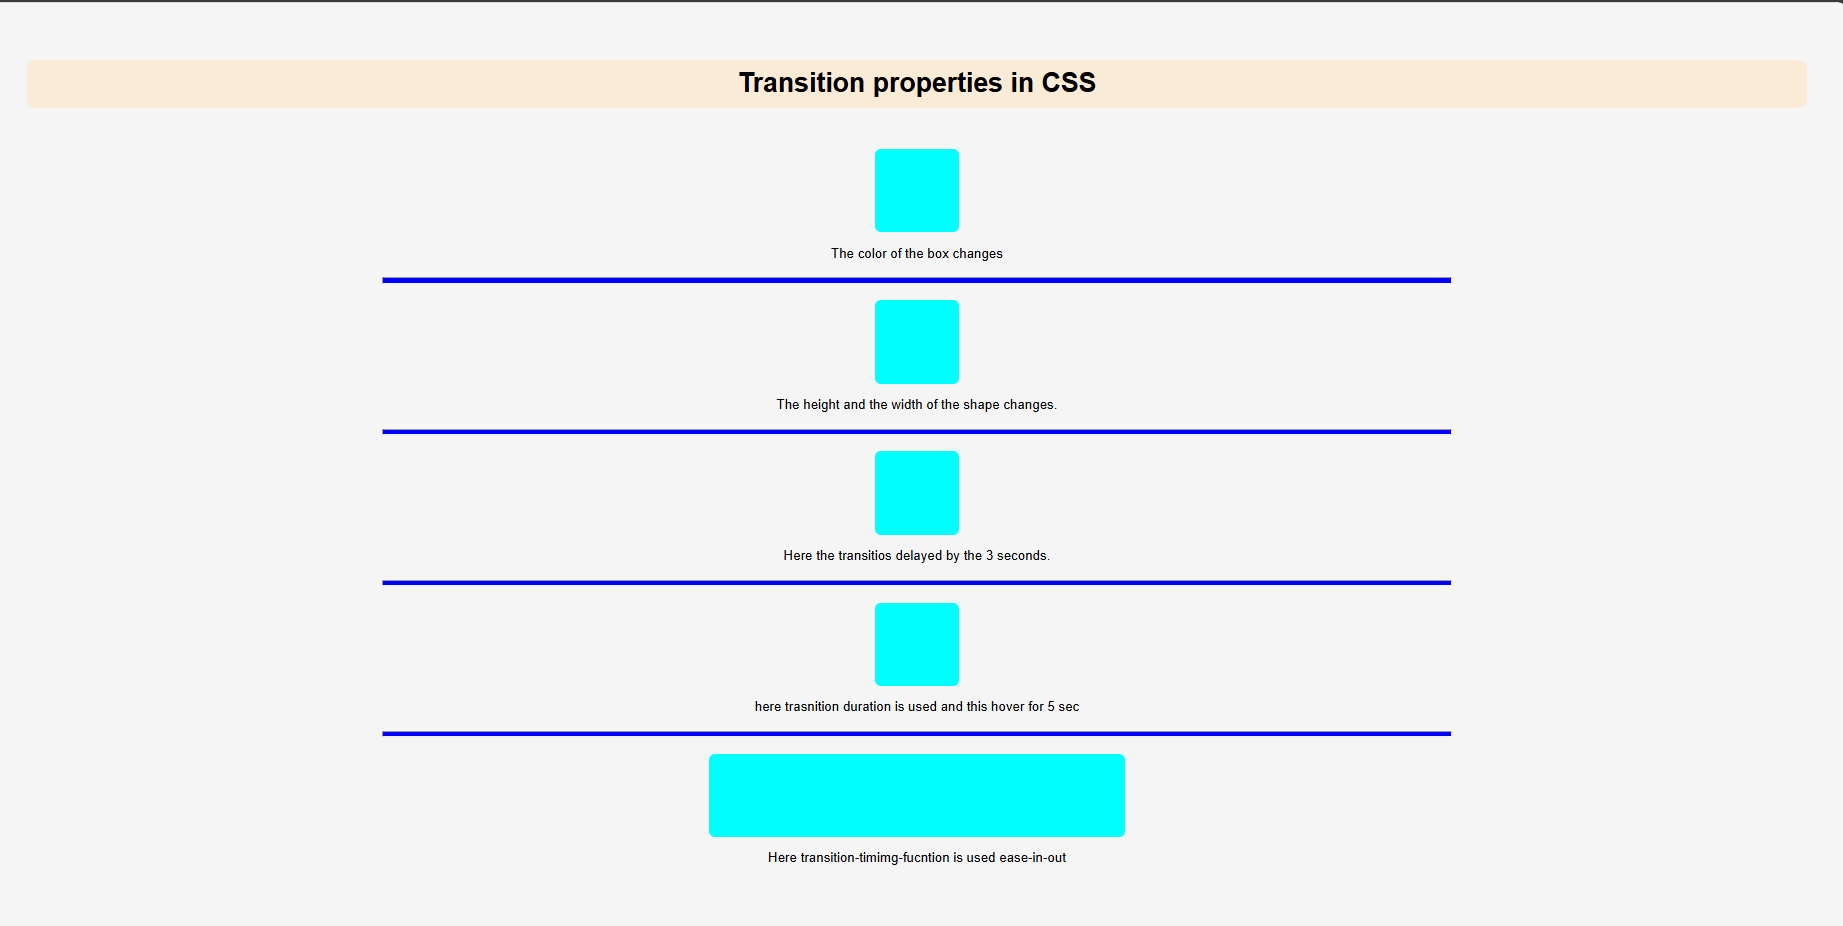 Transition properties in CSS
The color of the box changes
The height and the width of the shape changes.
Here the transitios delayed by the 3 seconds.
here trasnition duration is used and this hover for 5 sec
Here transition-timimg-fucntion is used ease-in-out